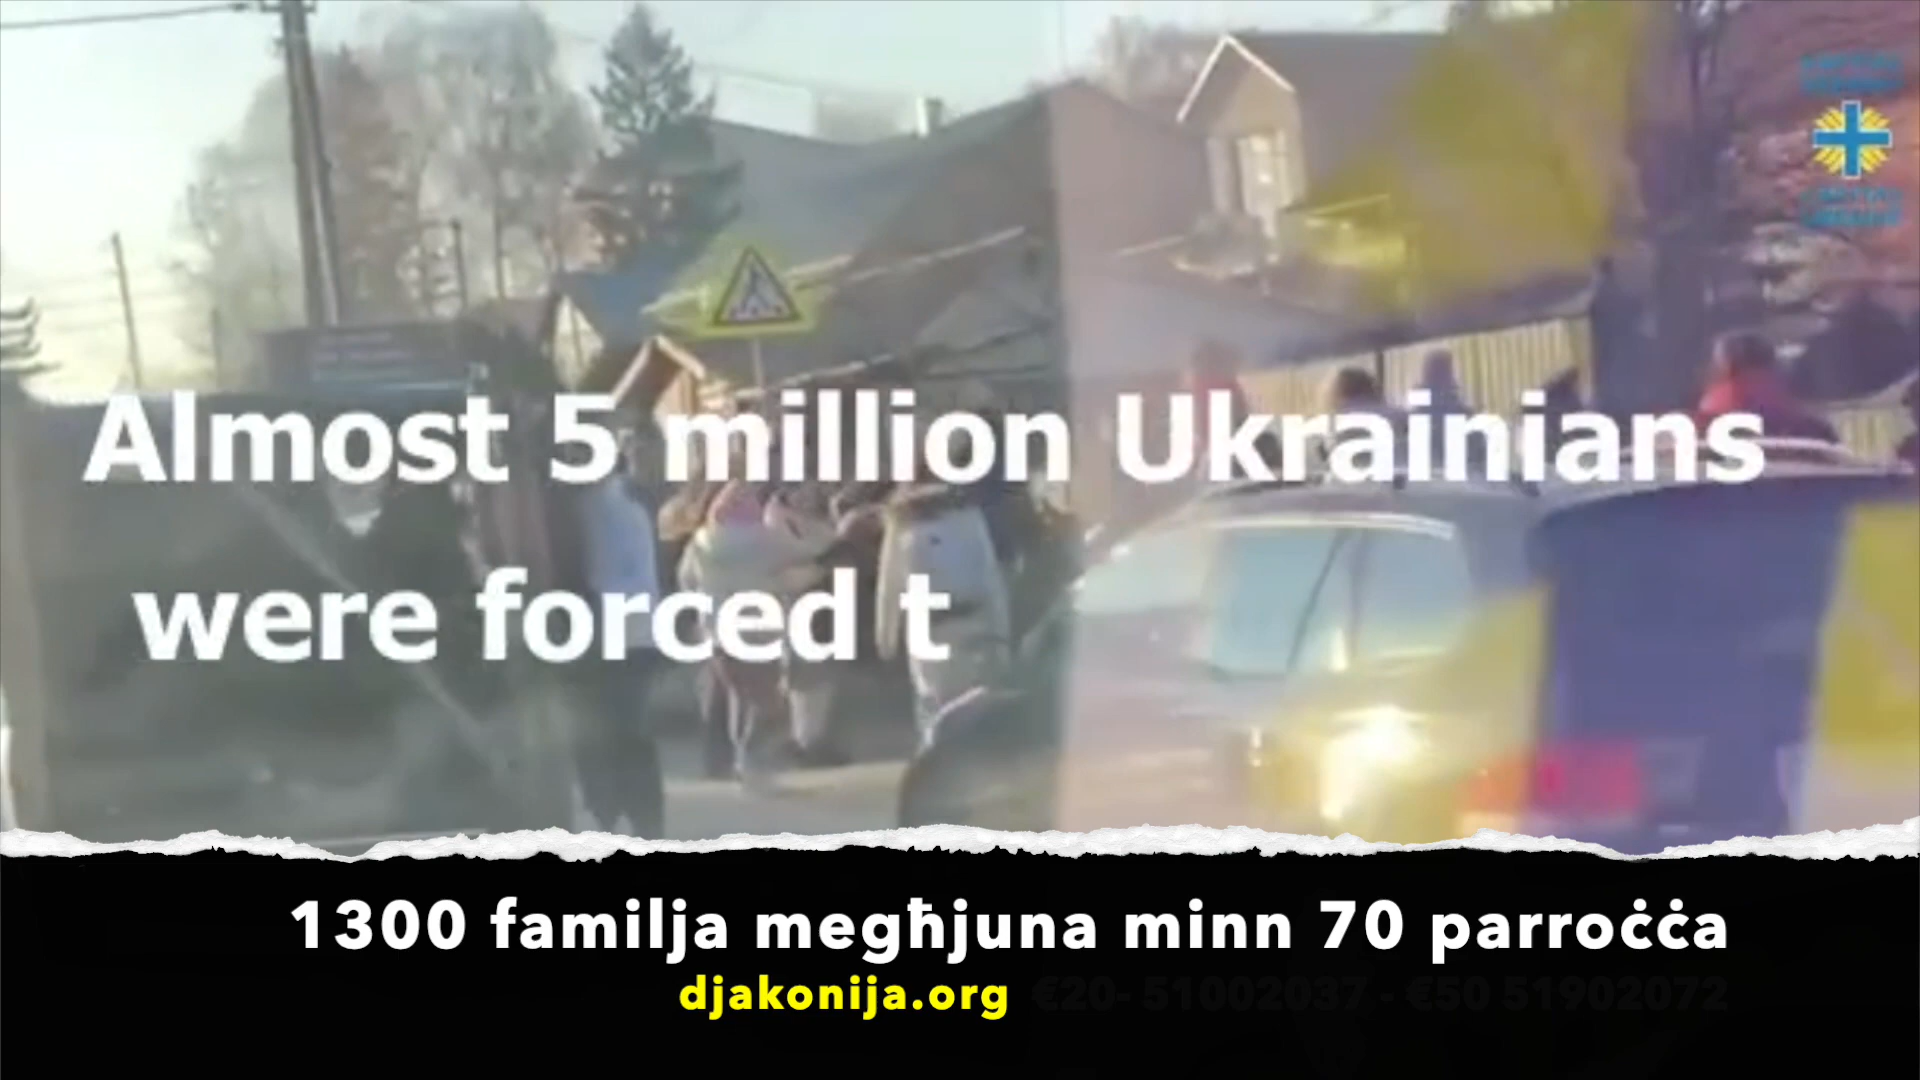 Almost 5 million Ukrainians
were forced t
1300 familja megħjuna minn 70 parroċċa
djakonija.org €20- 51002037 - €50 51902072